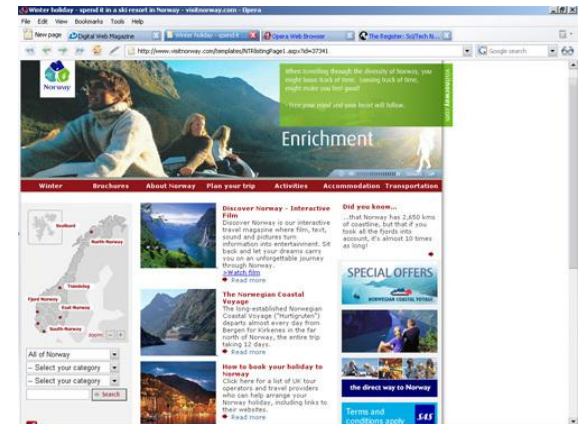 Winter holiday - spend it in a ski resort in Norway - visitnorway.com - Opera
File Edit View Bookmarks Tools Help
New page
Digital Web Magazine
Winter holiday - spend it
Opera Web Browser
The Register: Sci/Tech N...
http://www.visitnorway.com/templates/NTRlistingPage1.aspx?id=37341
Google search
Norway
When travelling through the diversity of Norway, you
might loose track of time. Loosing track of time,
might make you feel good!
- Free your mind and your heart will follow.
visitnorway.com
Enrichment
Winter Brochures About Norway Plan your trip Activities Accommodation Transportation
Svalbard
North Norway
Trøndelag
Fjord Norway
East Norway
South Norway
zoom:
All of Norway
-- Select your category
-- Select your category
Search
Discover Norway - Interactive
Film
Discover Norway is our interactive
travel magazine where film, text,
sound and pictures turn
information into entertainment. Sit
back and let your dreams carry
you on an unforgettable journey
through Norway.
>Watch film
Read more
The Norwegian Coastal
Voyage
The long-established Norwegian
Coastal Voyage ("Hurtigruten")
departs almost every day from
Bergen for Kirkenes in the far
north of Norway, the entire trip
taking 12 days.
Read more
How to book your holiday to
Norway
Click here for a list of UK tour
operators and travel providers
who can help arrange your
Norway holiday, including links to
their websites.
Read more
Did you know...
...that Norway has 2,650 kms
of coastline, but that if you
took all the fjords into
account, it's almost 10 times
as long!
SPECIAL OFFERS
NORWEGIAN COASTAL VOYAGE
the direct way to Norway
Terms and
conditions apply
SAS